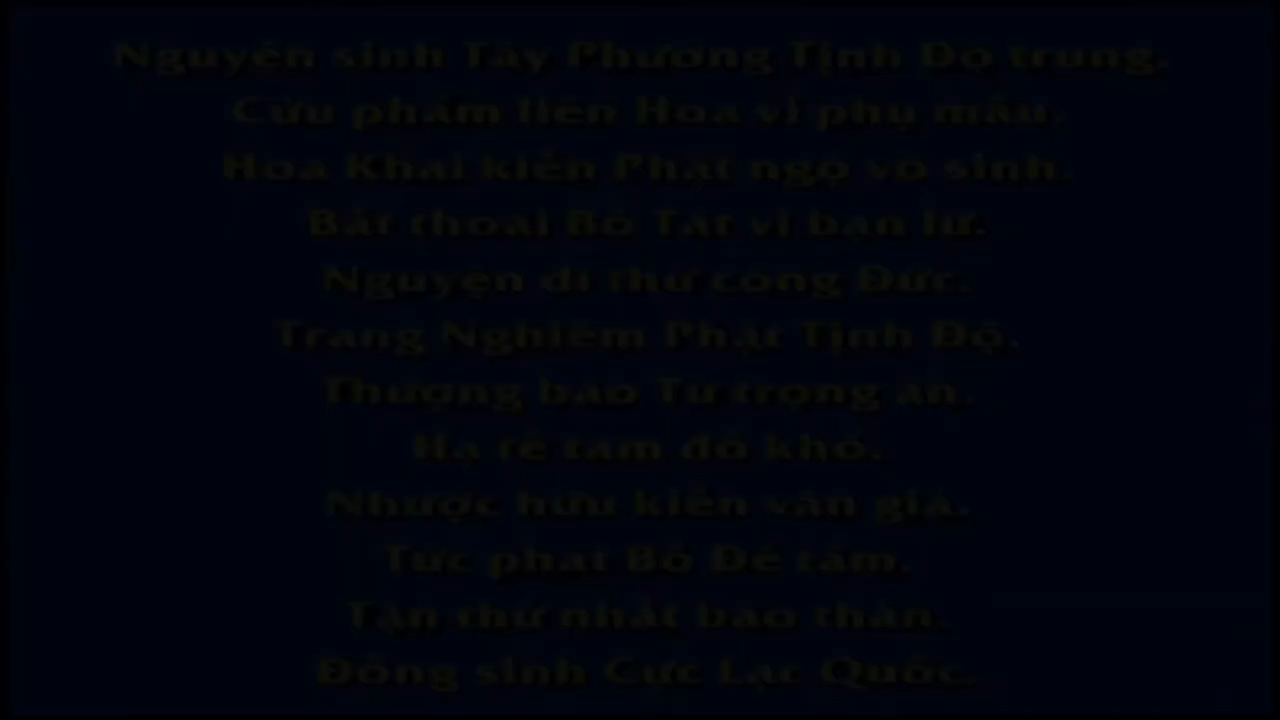 Nguyện sinh Tây Phương Tịnh Độ trung.
Cửu phẩm liên Hoa vi phụ mẫu.
Hoa Khai kiến Phật ngộ vô sinh.
Bất thoái Bồ Tát vi bạn lữ.
Nguyện dĩ thử công Đức.
Trang Nghiêm Phật Tịnh Độ.
Thượng báo Tứ trọng ân.
Hạ tế tam đồ khổ.
Nhược hữu kiến văn giả.
Tức phát Bồ Đề tâm.
Tận thử nhất báo thân.
Đồng sinh Cực Lạc Quốc.